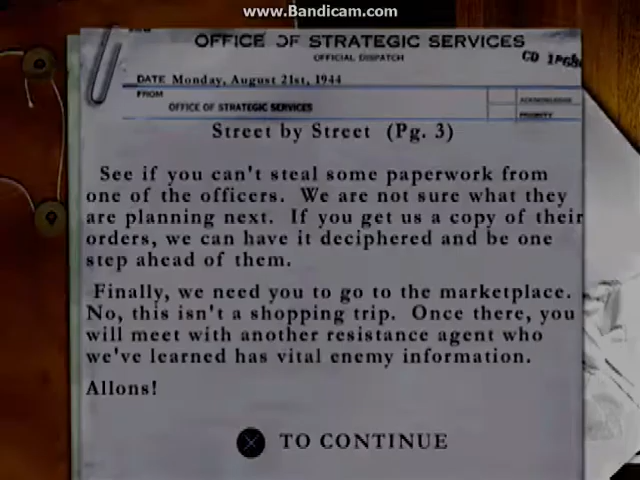 www.Bandicam.com
OFFICE OF STRATEGIC SERVICES
OFFICIAL DISPATCH
DATE Monday, August 21st, 1944
FROM
OFFICE OF STRATEGIC SERVICES
ACKNOWLEDGE
PRIORITY
Street by Street (Pg. 3)
See if you can't steal some paperwork from
one of the officers. We are not sure what they
are planning next. If you get us a copy of their
orders, we can have it deciphered and be one
step ahead of them.
Finally, we need you to go to the marketplace.
No, this isn't a shopping trip. Once there, you
will meet with another resistance agent who
we've learned has vital enemy information.
Allons!
TO CONTINUE